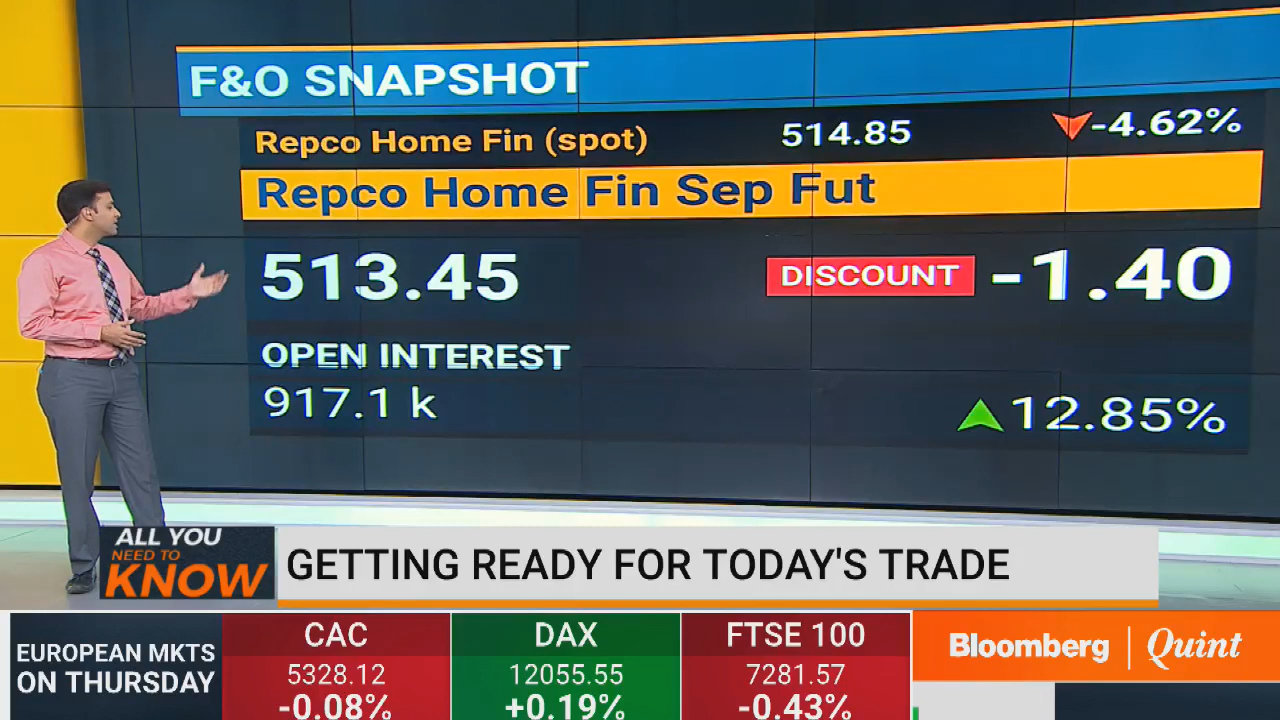 F&O SNAPSHOT
Repco Home Fin (spot) 514.85 -4.62%
Repco Home Fin Sep Fut
513.45 DISCOUNT -1.40
OPEN INTEREST
917.1 k 12.85%
ALL YOU
NEED TO
KNOW
GETTING READY FOR TODAY'S TRADE
EUROPEAN MKTS
ON THURSDAY
CAC
5328.12
-0.08%
DAX
12055.55
+0.19%
FTSE 100
7281.57
-0.43%
Bloomberg | Quint